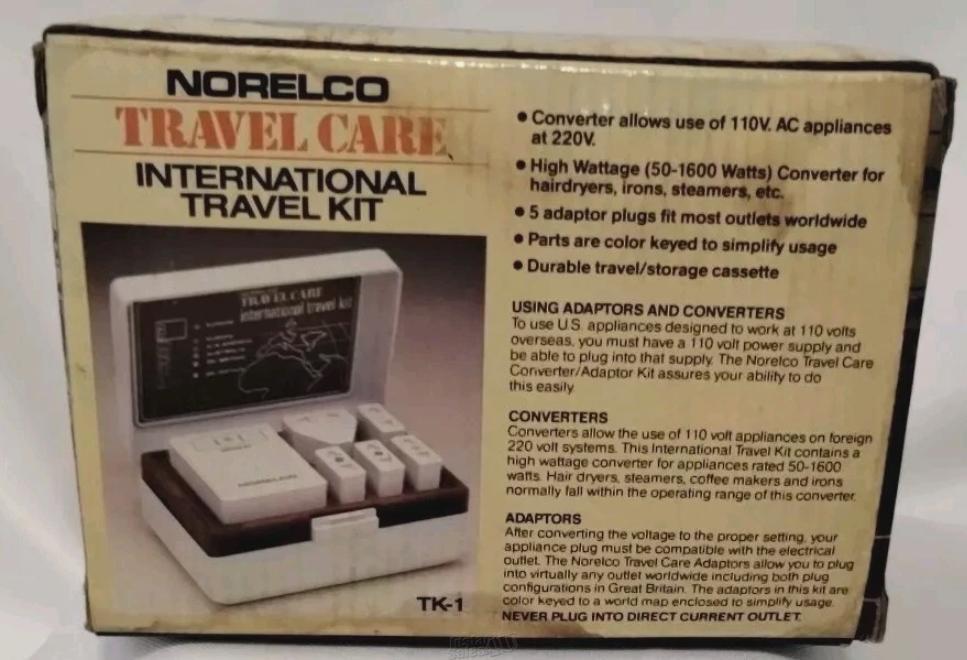 NORELCO
TRAVEL CARE
INTERNATIONAL
TRAVEL KIT
TRAVEL CARE
international travel kit
NORELCO
TK-1
• Converter allows use of 110V. AC appliances
at 220V.
• High Wattage (50-1600 Watts) Converter for
hairdryers, irons, steamers, etc.
• 5 adaptor plugs fit most outlets worldwide
• Parts are color keyed to simplify usage
• Durable travel/storage cassette
USING ADAPTORS AND CONVERTERS
To use U.S. appliances designed to work at 110 volts
overseas, you must have a 110 volt power supply and
be able to plug into that supply. The Norelco Travel Care
Converter/Adaptor Kit assures your ability to do
this easily.
CONVERTERS
Converters allow the use of 110 volt appliances on foreign
220 volt systems. This International Travel Kit contains a
high wattage converter for appliances rated 50-1600
watts. Hair dryers, steamers, coffee makers and irons
normally fall within the operating range of this converter.
ADAPTORS
After converting the voltage to the proper setting, your
appliance plug must be compatible with the electrical
outlet. The Norelco Travel Care Adaptors allow you to plug
into virtually any outlet worldwide including both plug
configurations in Great Britain. The adaptors in this kit are
color keyed to a world map enclosed to simplify usage.
NEVER PLUG INTO DIRECT CURRENT OUTLET.